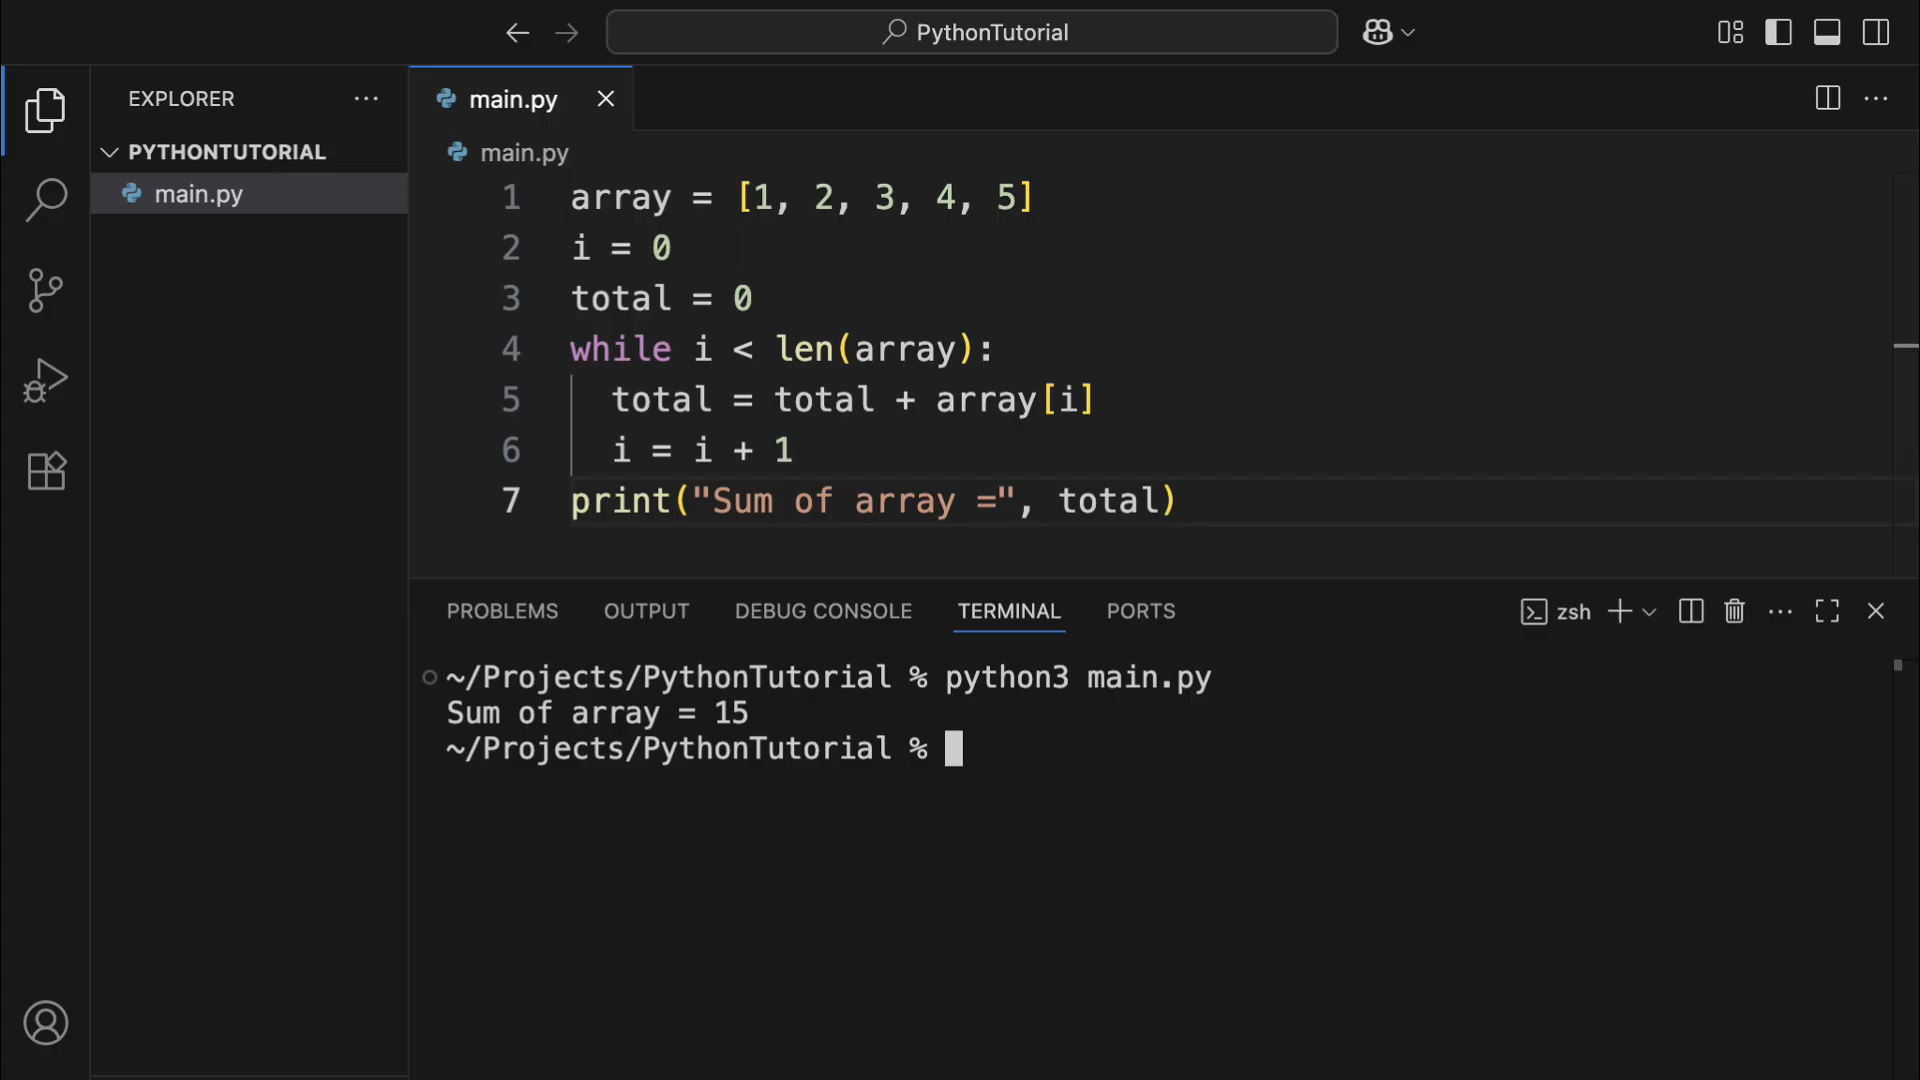 PythonTutorial
EXPLORER
PYTHONTUTORIAL
main.py
main.py
main.py
1 array = [1, 2, 3, 4, 5]
2 i = 0
3 total = 0
4 while i < len(array):
5 total = total + array[i]
6 i = i + 1
7 print("Sum of array =", total)
PROBLEMS OUTPUT DEBUG CONSOLE TERMINAL PORTS zsh
~/Projects/PythonTutorial % python3 main.py
Sum of array = 15
~/Projects/PythonTutorial %